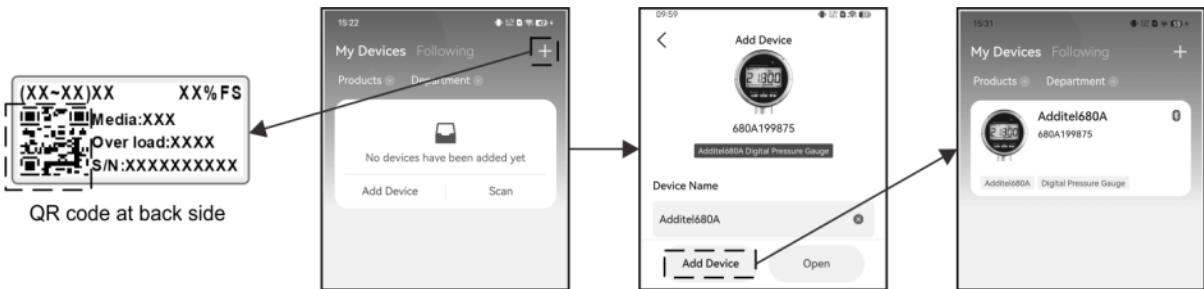 (XX~XX)XX XX%FS
Media:XXX
Over load:XXXX
S/N:XXXXXXXXXX
QR code at back side
15:22
My Devices Following +
Products Department
No devices have been added yet
Add Device Scan
09:59
Add Device
21800
680A199875
Additel680A Digital Pressure Gauge
Device Name
Additel680A
Add Device Open
15:31
My Devices Following +
Products Department
Additel680A
680A199875
Additel680A Digital Pressure Gauge